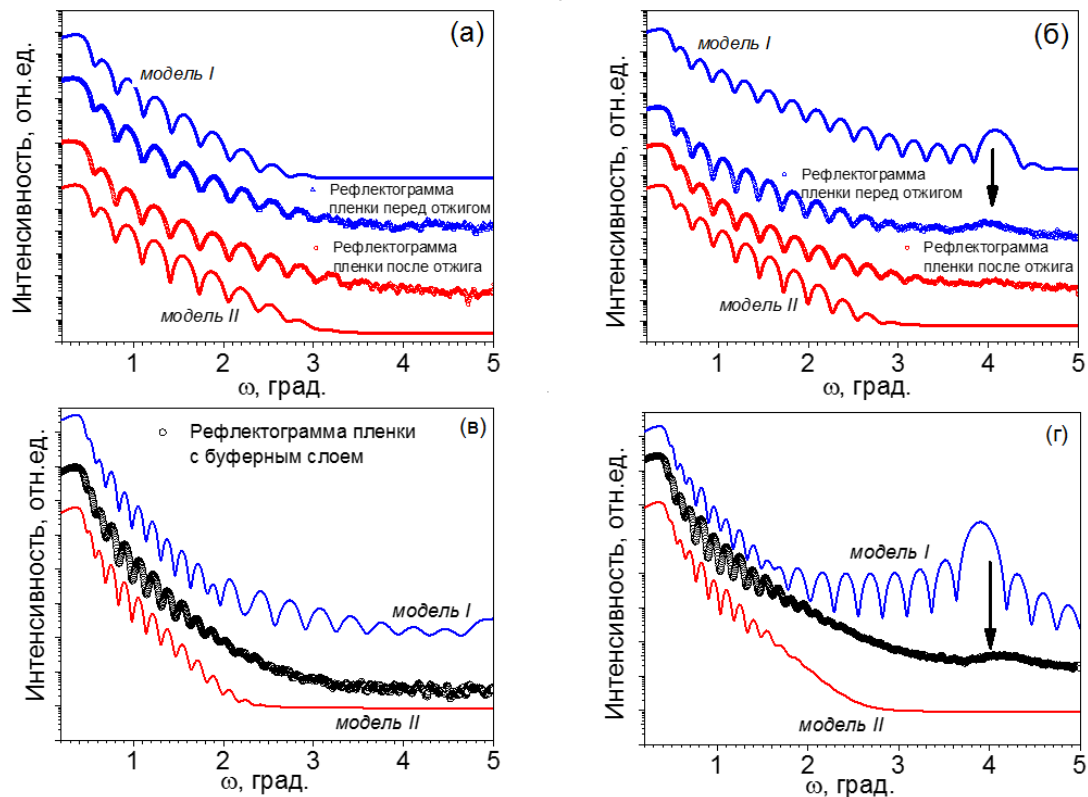 (а)
Интенсивность, отн.ед.
модель I
Рефлектограмма
пленки перед отжигом
Рефлектограмма
пленки после отжига
модель II
1 2 3 4 5
ω, град.
(б)
Интенсивность, отн.ед.
модель I
Рефлектограмма
пленки перед отжигом
Рефлектограмма
пленки после отжига
модель II
1 2 3 4 5
ω, град.
(в)
Интенсивность, отн.ед.
Рефлектограмма пленки
с буферным слоем
модель I
модель II
1 2 3 4 5
ω, град.
(г)
Интенсивность, отн.ед.
модель I
модель II
1 2 3 4 5
ω, град.